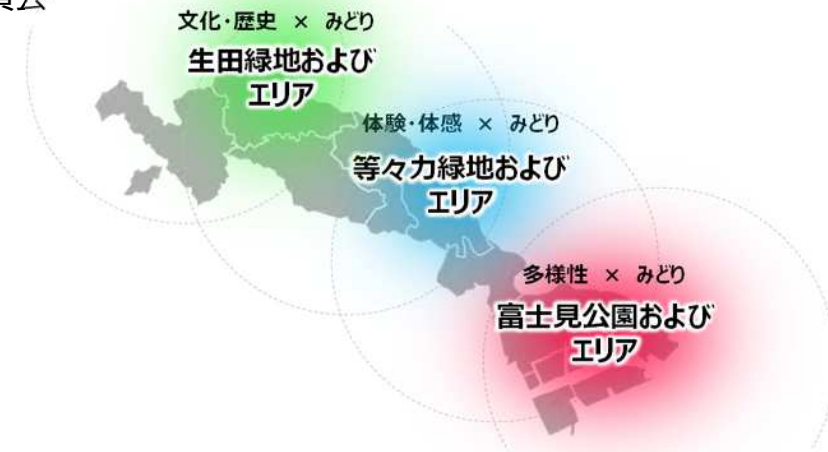 文化・歴史 × みどり
生田緑地および
エリア
体験・体感 × みどり
等々力緑地および
エリア
多様性 × みどり
富士見公園および
エリア